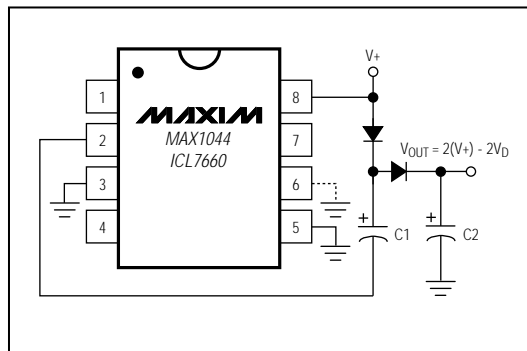 V+
1
8
MAXIM
MAX1044
ICL7660
2
7
VOUT = 2(V+) - 2VD
3
6
4
5
+
C1
+
C2